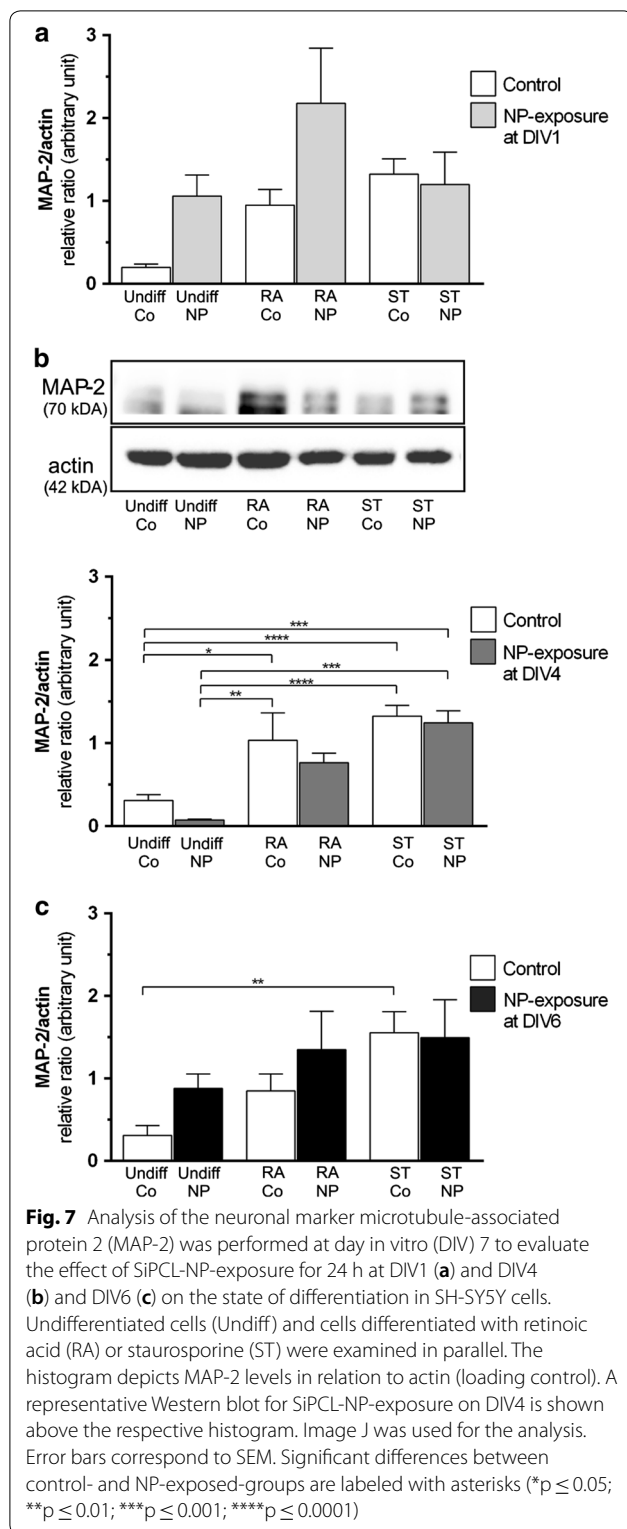 a
3
2
1
0
MAP-2/actin
relative ratio (arbitrary unit)
Control
NP-exposure
at DIV1
Undiff Undiff RA RA ST ST
Co NP Co NP Co NP
b
MAP-2
(70 kDA)
actin
(42 kDA)
Undiff Undiff RA RA ST ST
Co NP Co NP Co NP
3
2
1
0
MAP-2/actin
relative ratio (arbitrary unit)
***
****
*
***
****
**
Control
NP-exposure
at DIV4
Undiff Undiff RA RA ST ST
Co NP Co NP Co NP
c
3
2
1
0
MAP-2/actin
relative ratio (arbitrary unit)
**
Control
NP-exposure
at DIV6
Undiff Undiff RA RA ST ST
Co NP Co NP Co NP
Fig. 7 Analysis of the neuronal marker microtubule-associated
protein 2 (MAP-2) was performed at day in vitro (DIV) 7 to evaluate
the effect of SiPCL-NP-exposure for 24 h at DIV1 (a) and DIV4
(b) and DIV6 (c) on the state of differentiation in SH-SY5Y cells.
Undifferentiated cells (Undiff) and cells differentiated with retinoic
acid (RA) or staurosporine (ST) were examined in parallel. The
histogram depicts MAP-2 levels in relation to actin (loading control). A
representative Western blot for SiPCL-NP-exposure on DIV4 is shown
above the respective histogram. Image J was used for the analysis.
Error bars correspond to SEM. Significant differences between
control- and NP-exposed-groups are labeled with asterisks (*p ≤ 0.05;
**p ≤ 0.01; ***p ≤ 0.001; ****p ≤ 0.0001)